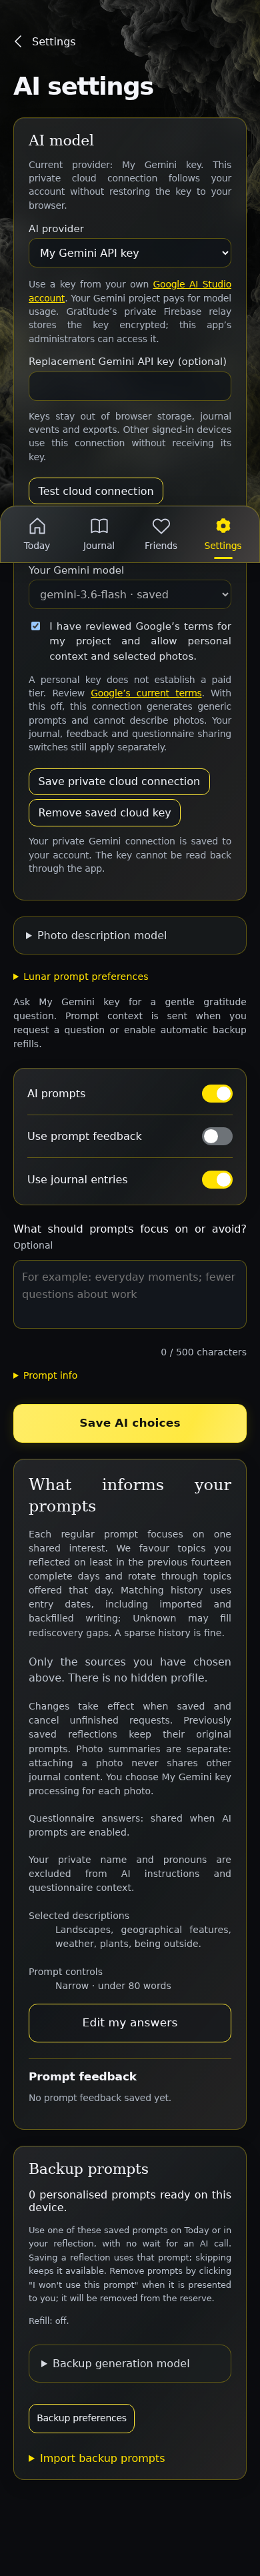 Settings
AI settings
AI model
Current provider: My Gemini key. This
private cloud connection follows your
account without restoring the key to your
browser.
AI provider
My Gemini API key
Use a key from your own Google AI Studio
account. Your Gemini project pays for model
usage. Gratitude's private Firebase relay
stores the key encrypted; this app's
administrators can access it.
Replacement Gemini API key (optional)
Keys stay out of browser storage, journal
events and exports. Other signed-in devices
use this connection without receiving its
key.
Test cloud connection
Today
Journal
Friends
Settings
Your Gemini model
gemini-3.6-flash · saved
I have reviewed Google's terms for
my project and allow personal
context and selected photos.
A personal key does not establish a paid
tier. Review Google's current terms. With
this off, this connection generates generic
prompts and cannot describe photos. Your
journal, feedback and questionnaire sharing
switches still apply separately.
Save private cloud connection
Remove saved cloud key
Your private Gemini connection is saved to
your account. The key cannot be read back
through the app.
▶ Photo description model
▶ Lunar prompt preferences
Ask My Gemini key for a gentle gratitude
question. Prompt context is sent when you
request a question or enable automatic backup
refills.
AI prompts
Use prompt feedback
Use journal entries
What should prompts focus on or avoid?
Optional
For example: everyday moments; fewer
questions about work
0 / 500 characters
▶ Prompt info
Save AI choices
What informs your
prompts
Each regular prompt focuses on one
shared interest. We favour topics you
reflected on least in the previous fourteen
complete days and rotate through topics
offered that day. Matching history uses
entry dates, including imported and
backfilled writing; Unknown may fill
rediscovery gaps. A sparse history is fine.
Only the sources you have chosen
above. There is no hidden profile.
Changes take effect when saved and
cancel unfinished requests. Previously
saved reflections keep their original
prompts. Photo summaries are separate:
attaching a photo never shares other
journal content. You choose My Gemini key
processing for each photo.
Questionnaire answers: shared when AI
prompts are enabled.
Your private name and pronouns are
excluded from AI instructions and
questionnaire context.
Selected descriptions
Landscapes, geographical features,
weather, plants, being outside.
Prompt controls
Narrow · under 80 words
Edit my answers
Prompt feedback
No prompt feedback saved yet.
Backup prompts
0 personalised prompts ready on this
device.
Use one of these saved prompts on Today or in
your reflection, with no wait for an AI call.
Saving a reflection uses that prompt; skipping
keeps it available. Remove prompts by clicking
"I won't use this prompt" when it is presented
to you; it will be removed from the reserve.
Refill: off.
▶ Backup generation model
Backup preferences
▶ Import backup prompts